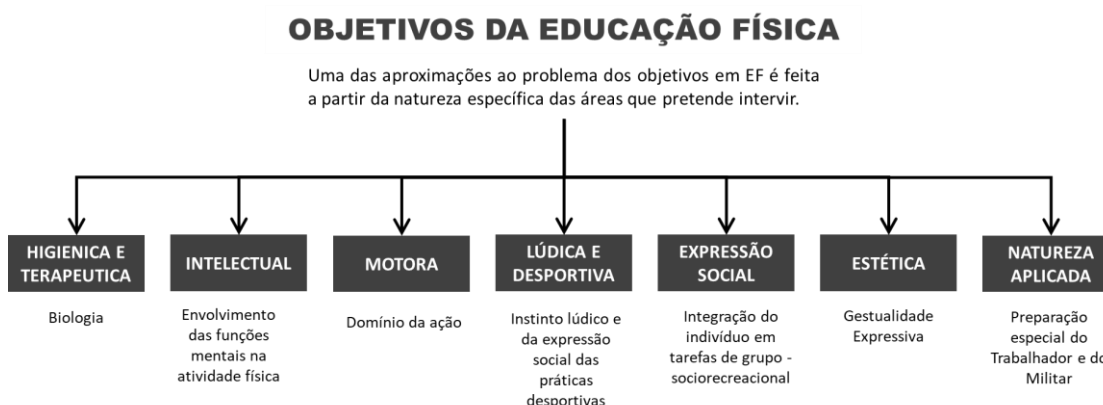 OBJETIVOS DA EDUCAÇÃO FÍSICA
Uma das aproximações ao problema dos objetivos em EF é feita
a partir da natureza específica das áreas que pretende intervir.
HIGIENICA E
TERAPEUTICA
Biologia
INTELECTUAL
Envolvimento
das funções
mentais na
atividade física
MOTORA
Domínio da ação
LÚDICA E
DESPORTIVA
Instinto lúdico e
da expressão
social das
práticas
desportivas
EXPRESSÃO
SOCIAL
Integração do
indivíduo em
tarefas de grupo -
sociorecreacional
ESTÉTICA
Gestualidade
Expressiva
NATUREZA
APLICADA
Preparação
especial do
Trabalhador e do
Militar